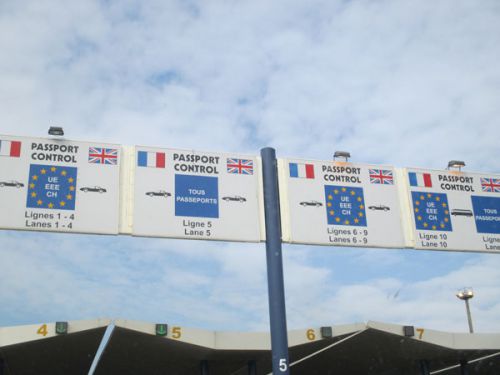 PASSPORT
CONTROL
UE
EEE
CH
Lignes 1 - 4
Lanes 1 - 4
PASSPORT
CONTROL
TOUS
PASSEPORTS
Ligne 5
Lane 5
PASSPORT
CONTROL
UE
EEE
CH
Lignes 6 - 9
Lanes 6 - 9
PASSPORT
CONTROL
UE
EEE
CH
TOUS
PASSEPORTS
Ligne 10
Lane 10
4
5
6
7
5